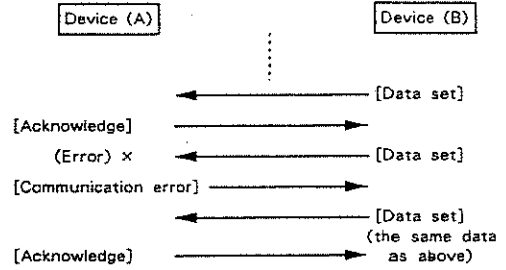 Device (A) Device (B)
[Data set]
[Acknowledge]
(Error) × [Data set]
[Communication error]
[Data set]
(the same data
[Acknowledge] as above)